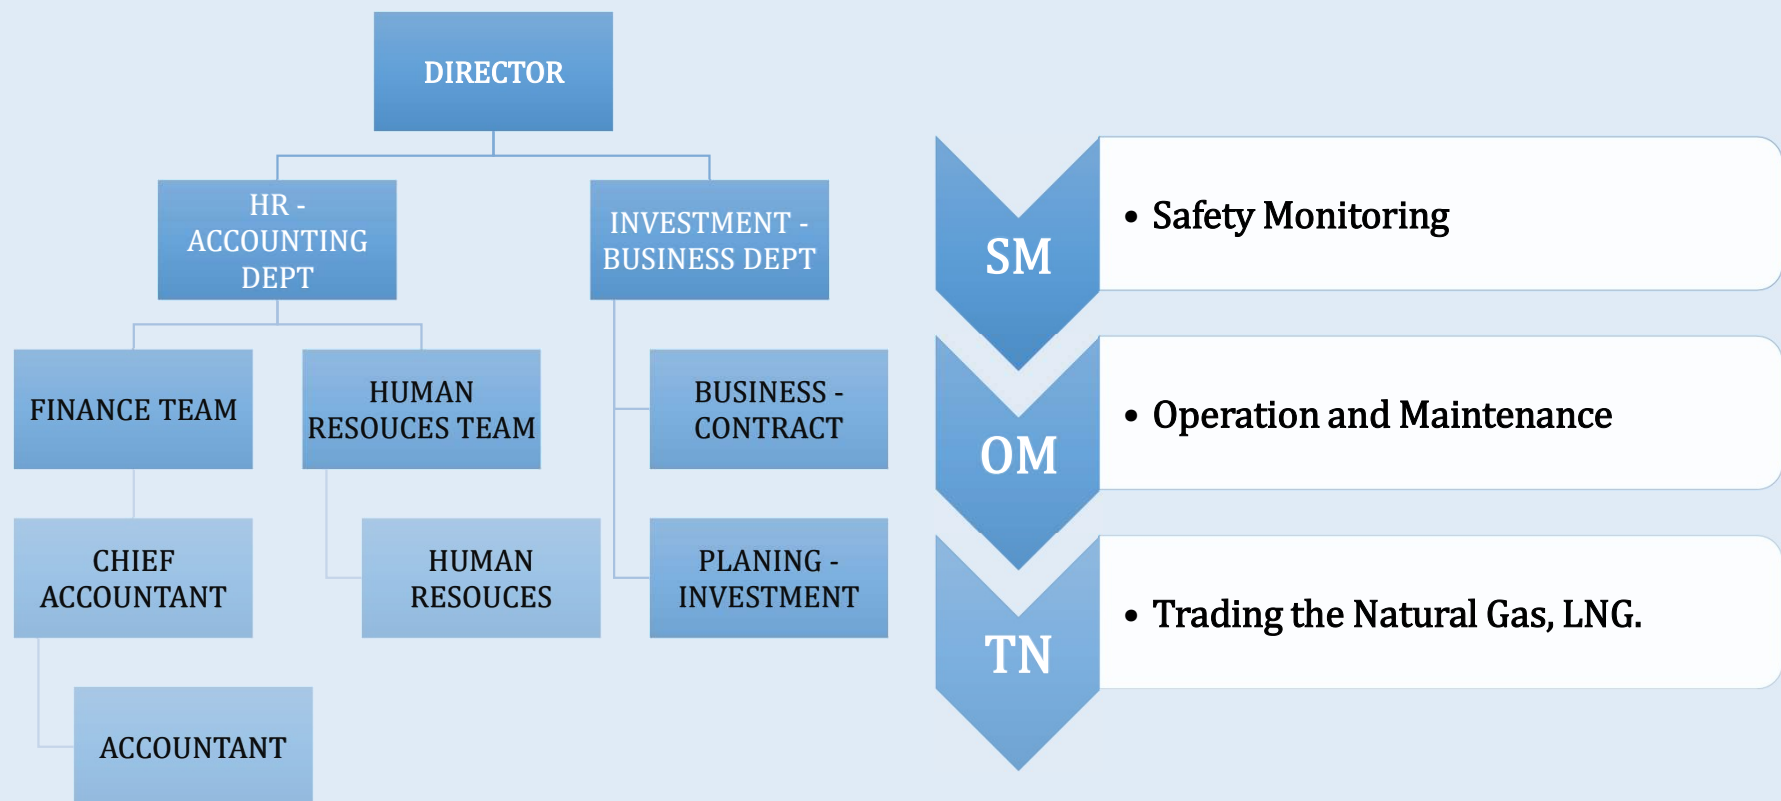 DIRECTOR
HR -
ACCOUNTING
DEPT
INVESTMENT -
BUSINESS DEPT
FINANCE TEAM
HUMAN
RESOUCES TEAM
BUSINESS -
CONTRACT
CHIEF
ACCOUNTANT
HUMAN
RESOUCES
PLANING -
INVESTMENT
ACCOUNTANT
SM
• Safety Monitoring
OM
• Operation and Maintenance
TN
• Trading the Natural Gas, LNG.